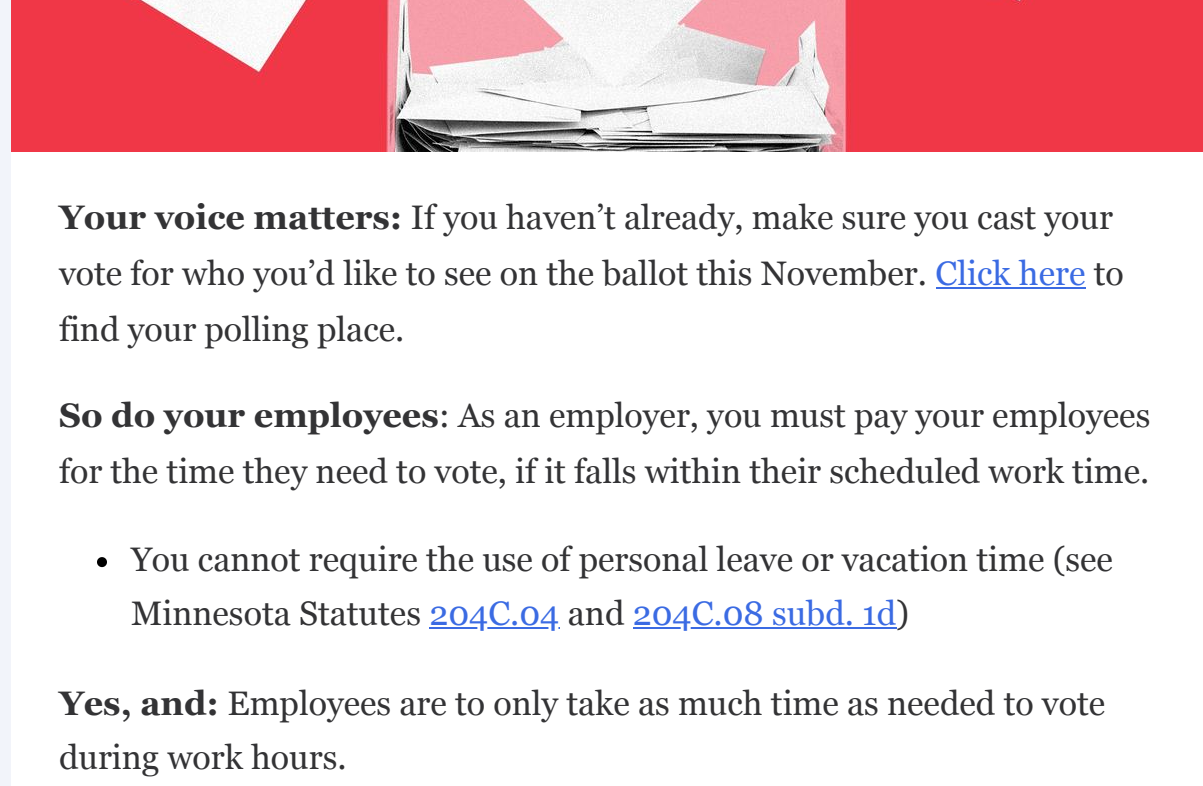 Your voice matters: If you haven’t already, make sure you cast your
vote for who you’d like to see on the ballot this November. Click here to
find your polling place.
So do your employees: As an employer, you must pay your employees
for the time they need to vote, if it falls within their scheduled work time.
• You cannot require the use of personal leave or vacation time (see
Minnesota Statutes 204C.04 and 204C.08 subd. 1d)
Yes, and: Employees are to only take as much time as needed to vote
during work hours.